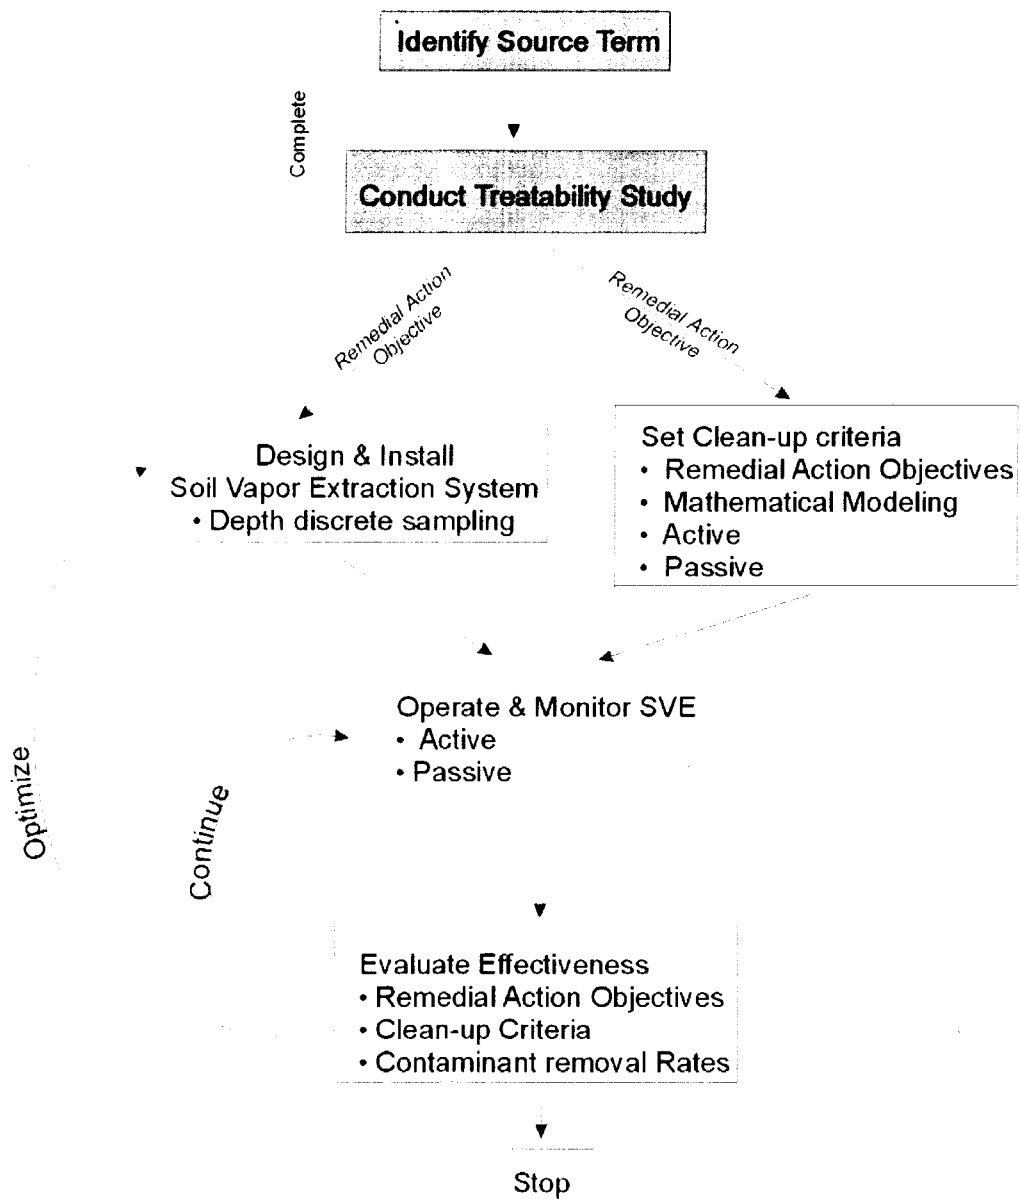 Identify Source Term
Complete
Conduct Treatability Study
Remedial Action
Objective
Remedial Action
Objective
Design & Install
Soil Vapor Extraction System
• Depth discrete sampling
Set Clean-up criteria
• Remedial Action Objectives
• Mathematical Modeling
• Active
• Passive
Operate & Monitor SVE
• Active
• Passive
Optimize
Continue
Evaluate Effectiveness
• Remedial Action Objectives
• Clean-up Criteria
• Contaminant removal Rates
Stop